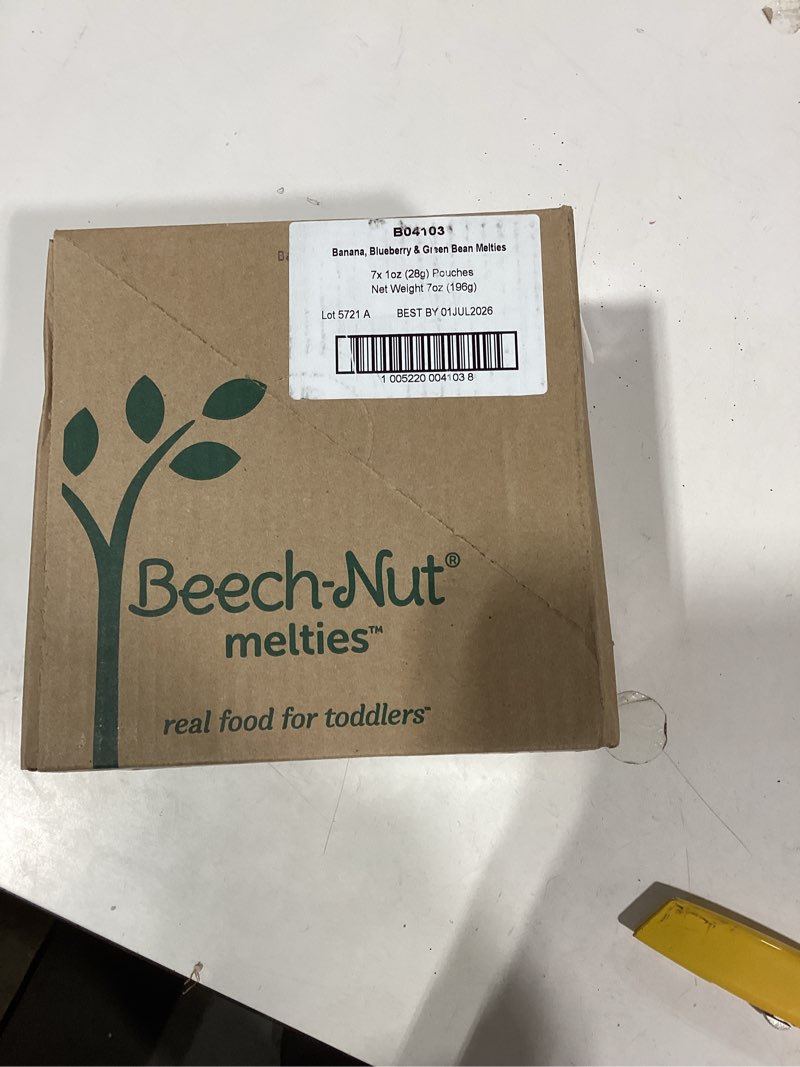 B04103
Banana, Blueberry & Green Bean Melties
7x 1oz (28g) Pouches
Net Weight 7oz (196g)
Lot 5721 A BEST BY 01JUL2026
1 005220 004103 8
Beech-Nut®
melties™
real food for toddlers™